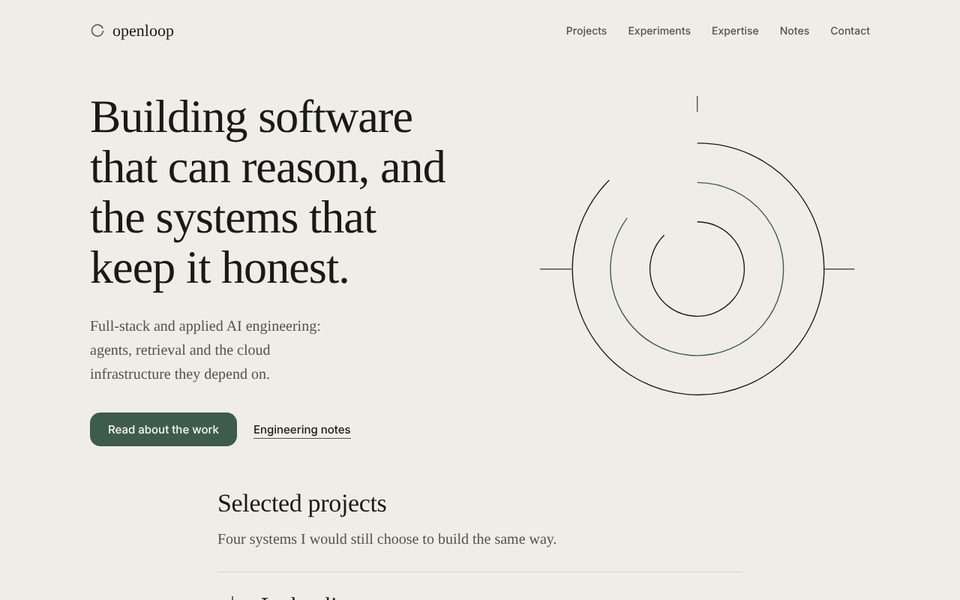 openloop
Projects
Experiments
Expertise
Notes
Contact
Building software
that can reason, and
the systems that
keep it honest.
Full-stack and applied AI engineering:
agents, retrieval and the cloud
infrastructure they depend on.
Read about the work
Engineering notes
Selected projects
Four systems I would still choose to build the same way.